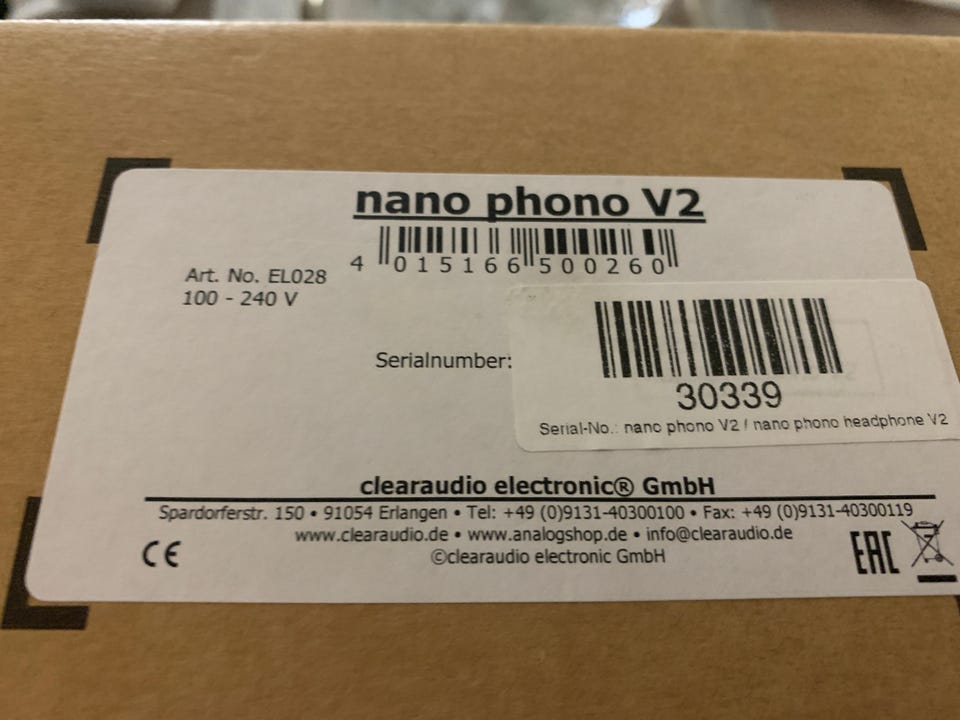 nano phono V2
4 015166 500260
Art. No. EL028
100 - 240 V
Serialnumber:
30339
Serial-No.: nano phono V2 / nano phono headphone V2
clearaudio electronic® GmbH
Spardorferstr. 150 • 91054 Erlangen • Tel: +49 (0)9131-40300100 • Fax: +49 (0)9131-40300119
www.clearaudio.de • www.analogshop.de • info@clearaudio.de
©clearaudio electronic GmbH
CE
EAC